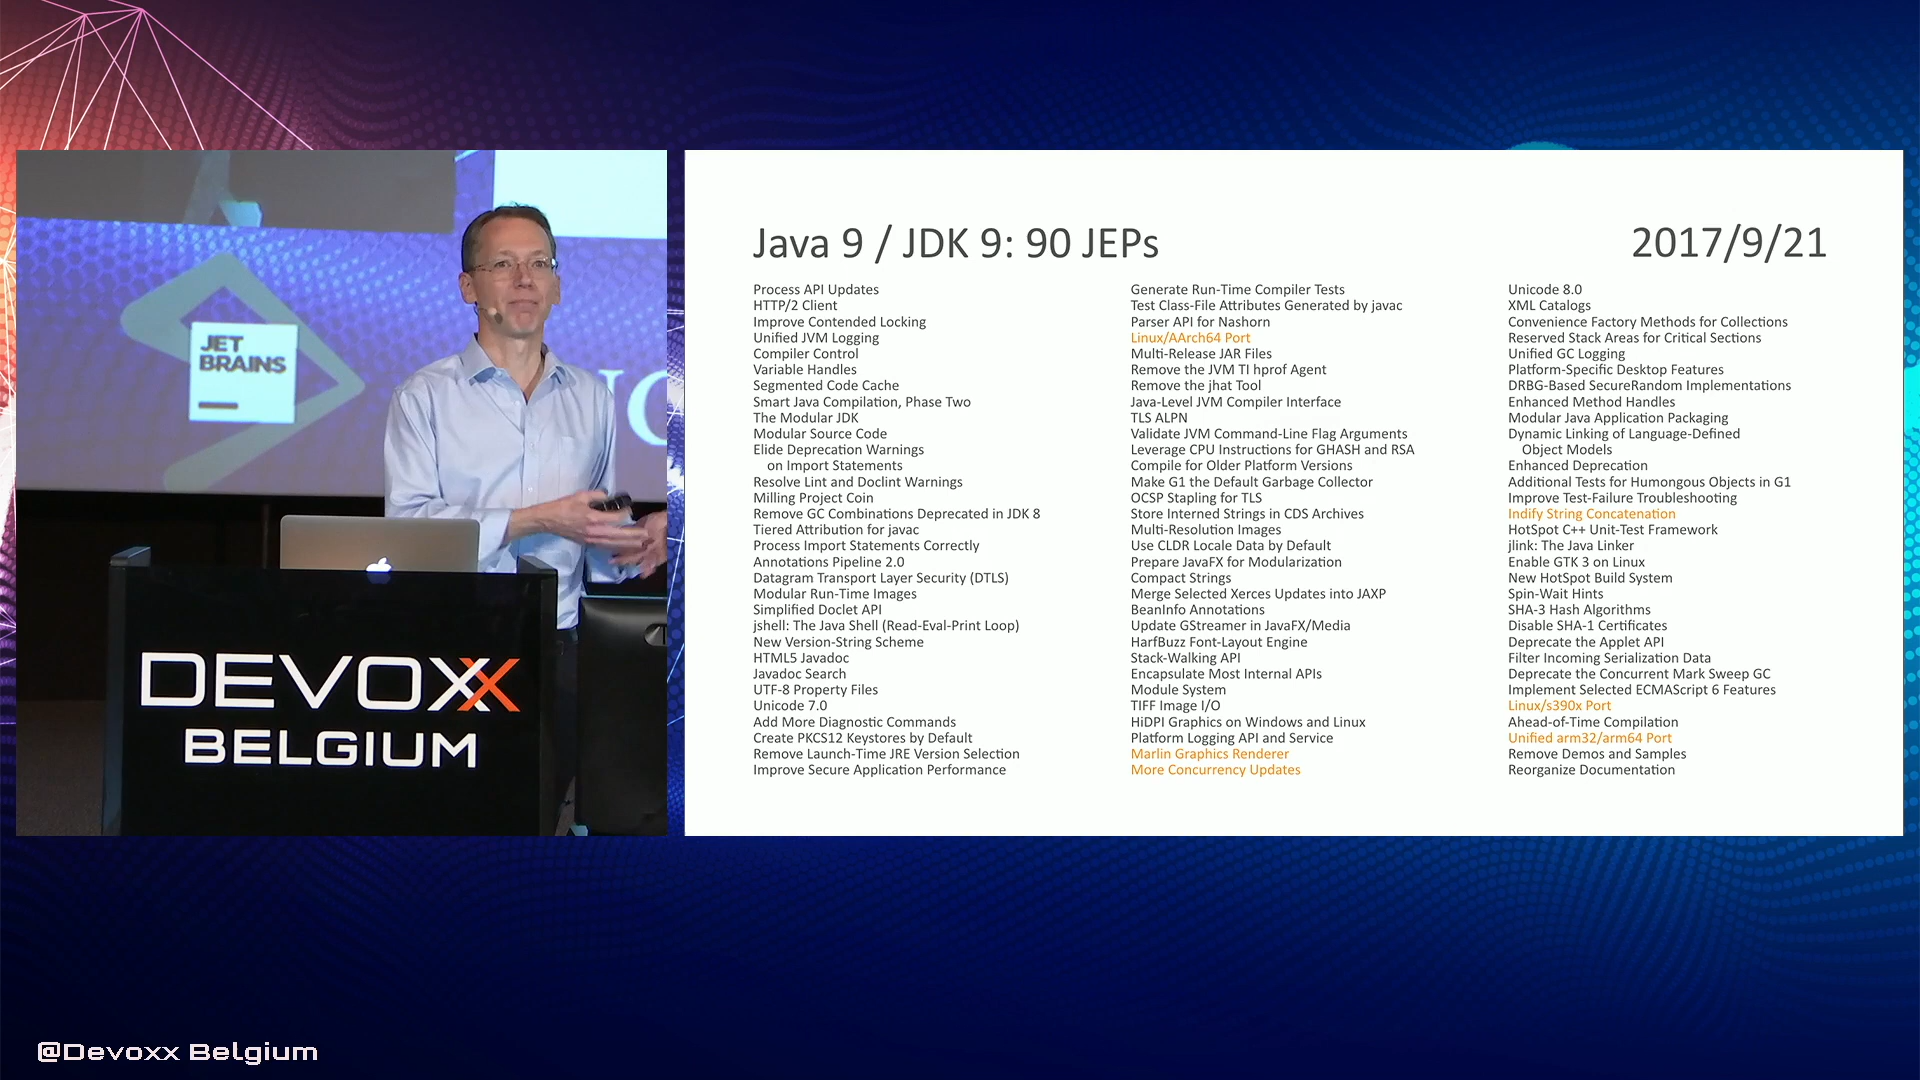 JET
BRAINS
DEVOXX
BELGIUM
Java 9 / JDK 9: 90 JEPs
2017/9/21
Process API Updates
HTTP/2 Client
Improve Contended Locking
Unified JVM Logging
Compiler Control
Variable Handles
Segmented Code Cache
Smart Java Compilation, Phase Two
The Modular JDK
Modular Source Code
Elide Deprecation Warnings
on Import Statements
Resolve Lint and Doclint Warnings
Milling Project Coin
Remove GC Combinations Deprecated in JDK 8
Tiered Attribution for javac
Process Import Statements Correctly
Annotations Pipeline 2.0
Datagram Transport Layer Security (DTLS)
Modular Run-Time Images
Simplified Doclet API
jshell: The Java Shell (Read-Eval-Print Loop)
New Version-String Scheme
HTML5 Javadoc
Javadoc Search
UTF-8 Property Files
Unicode 7.0
Add More Diagnostic Commands
Create PKCS12 Keystores by Default
Remove Launch-Time JRE Version Selection
Improve Secure Application Performance
Generate Run-Time Compiler Tests
Test Class-File Attributes Generated by javac
Parser API for Nashorn
Linux/AArch64 Port
Multi-Release JAR Files
Remove the JVM TI hprof Agent
Remove the jhat Tool
Java-Level JVM Compiler Interface
TLS ALPN
Validate JVM Command-Line Flag Arguments
Leverage CPU Instructions for GHASH and RSA
Compile for Older Platform Versions
Make G1 the Default Garbage Collector
OCSP Stapling for TLS
Store Interned Strings in CDS Archives
Multi-Resolution Images
Use CLDR Locale Data by Default
Prepare JavaFX for Modularization
Compact Strings
Merge Selected Xerces Updates into JAXP
BeanInfo Annotations
Update GStreamer in JavaFX/Media
HarfBuzz Font-Layout Engine
Stack-Walking API
Encapsulate Most Internal APIs
Module System
TIFF Image I/O
HiDPI Graphics on Windows and Linux
Platform Logging API and Service
Marlin Graphics Renderer
More Concurrency Updates
Unicode 8.0
XML Catalogs
Convenience Factory Methods for Collections
Reserved Stack Areas for Critical Sections
Unified GC Logging
Platform-Specific Desktop Features
DRBG-Based SecureRandom Implementations
Enhanced Method Handles
Modular Java Application Packaging
Dynamic Linking of Language-Defined
Object Models
Enhanced Deprecation
Additional Tests for Humongous Objects in G1
Improve Test-Failure Troubleshooting
Indify String Concatenation
HotSpot C++ Unit-Test Framework
jlink: The Java Linker
Enable GTK 3 on Linux
New HotSpot Build System
Spin-Wait Hints
SHA-3 Hash Algorithms
Disable SHA-1 Certificates
Deprecate the Applet API
Filter Incoming Serialization Data
Deprecate the Concurrent Mark Sweep GC
Implement Selected ECMAScript 6 Features
Linux/s390x Port
Ahead-of-Time Compilation
Unified arm32/arm64 Port
Remove Demos and Samples
Reorganize Documentation
@Devoxx Belgium